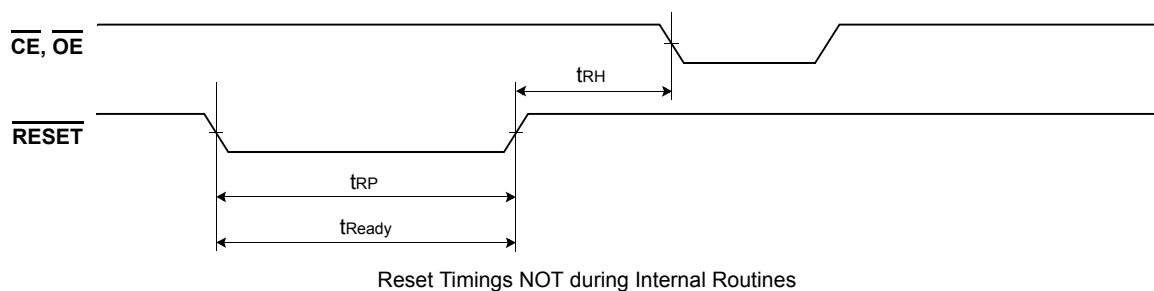 CE, OE
tRH
RESET
tRP
tReady
Reset Timings NOT during Internal Routines